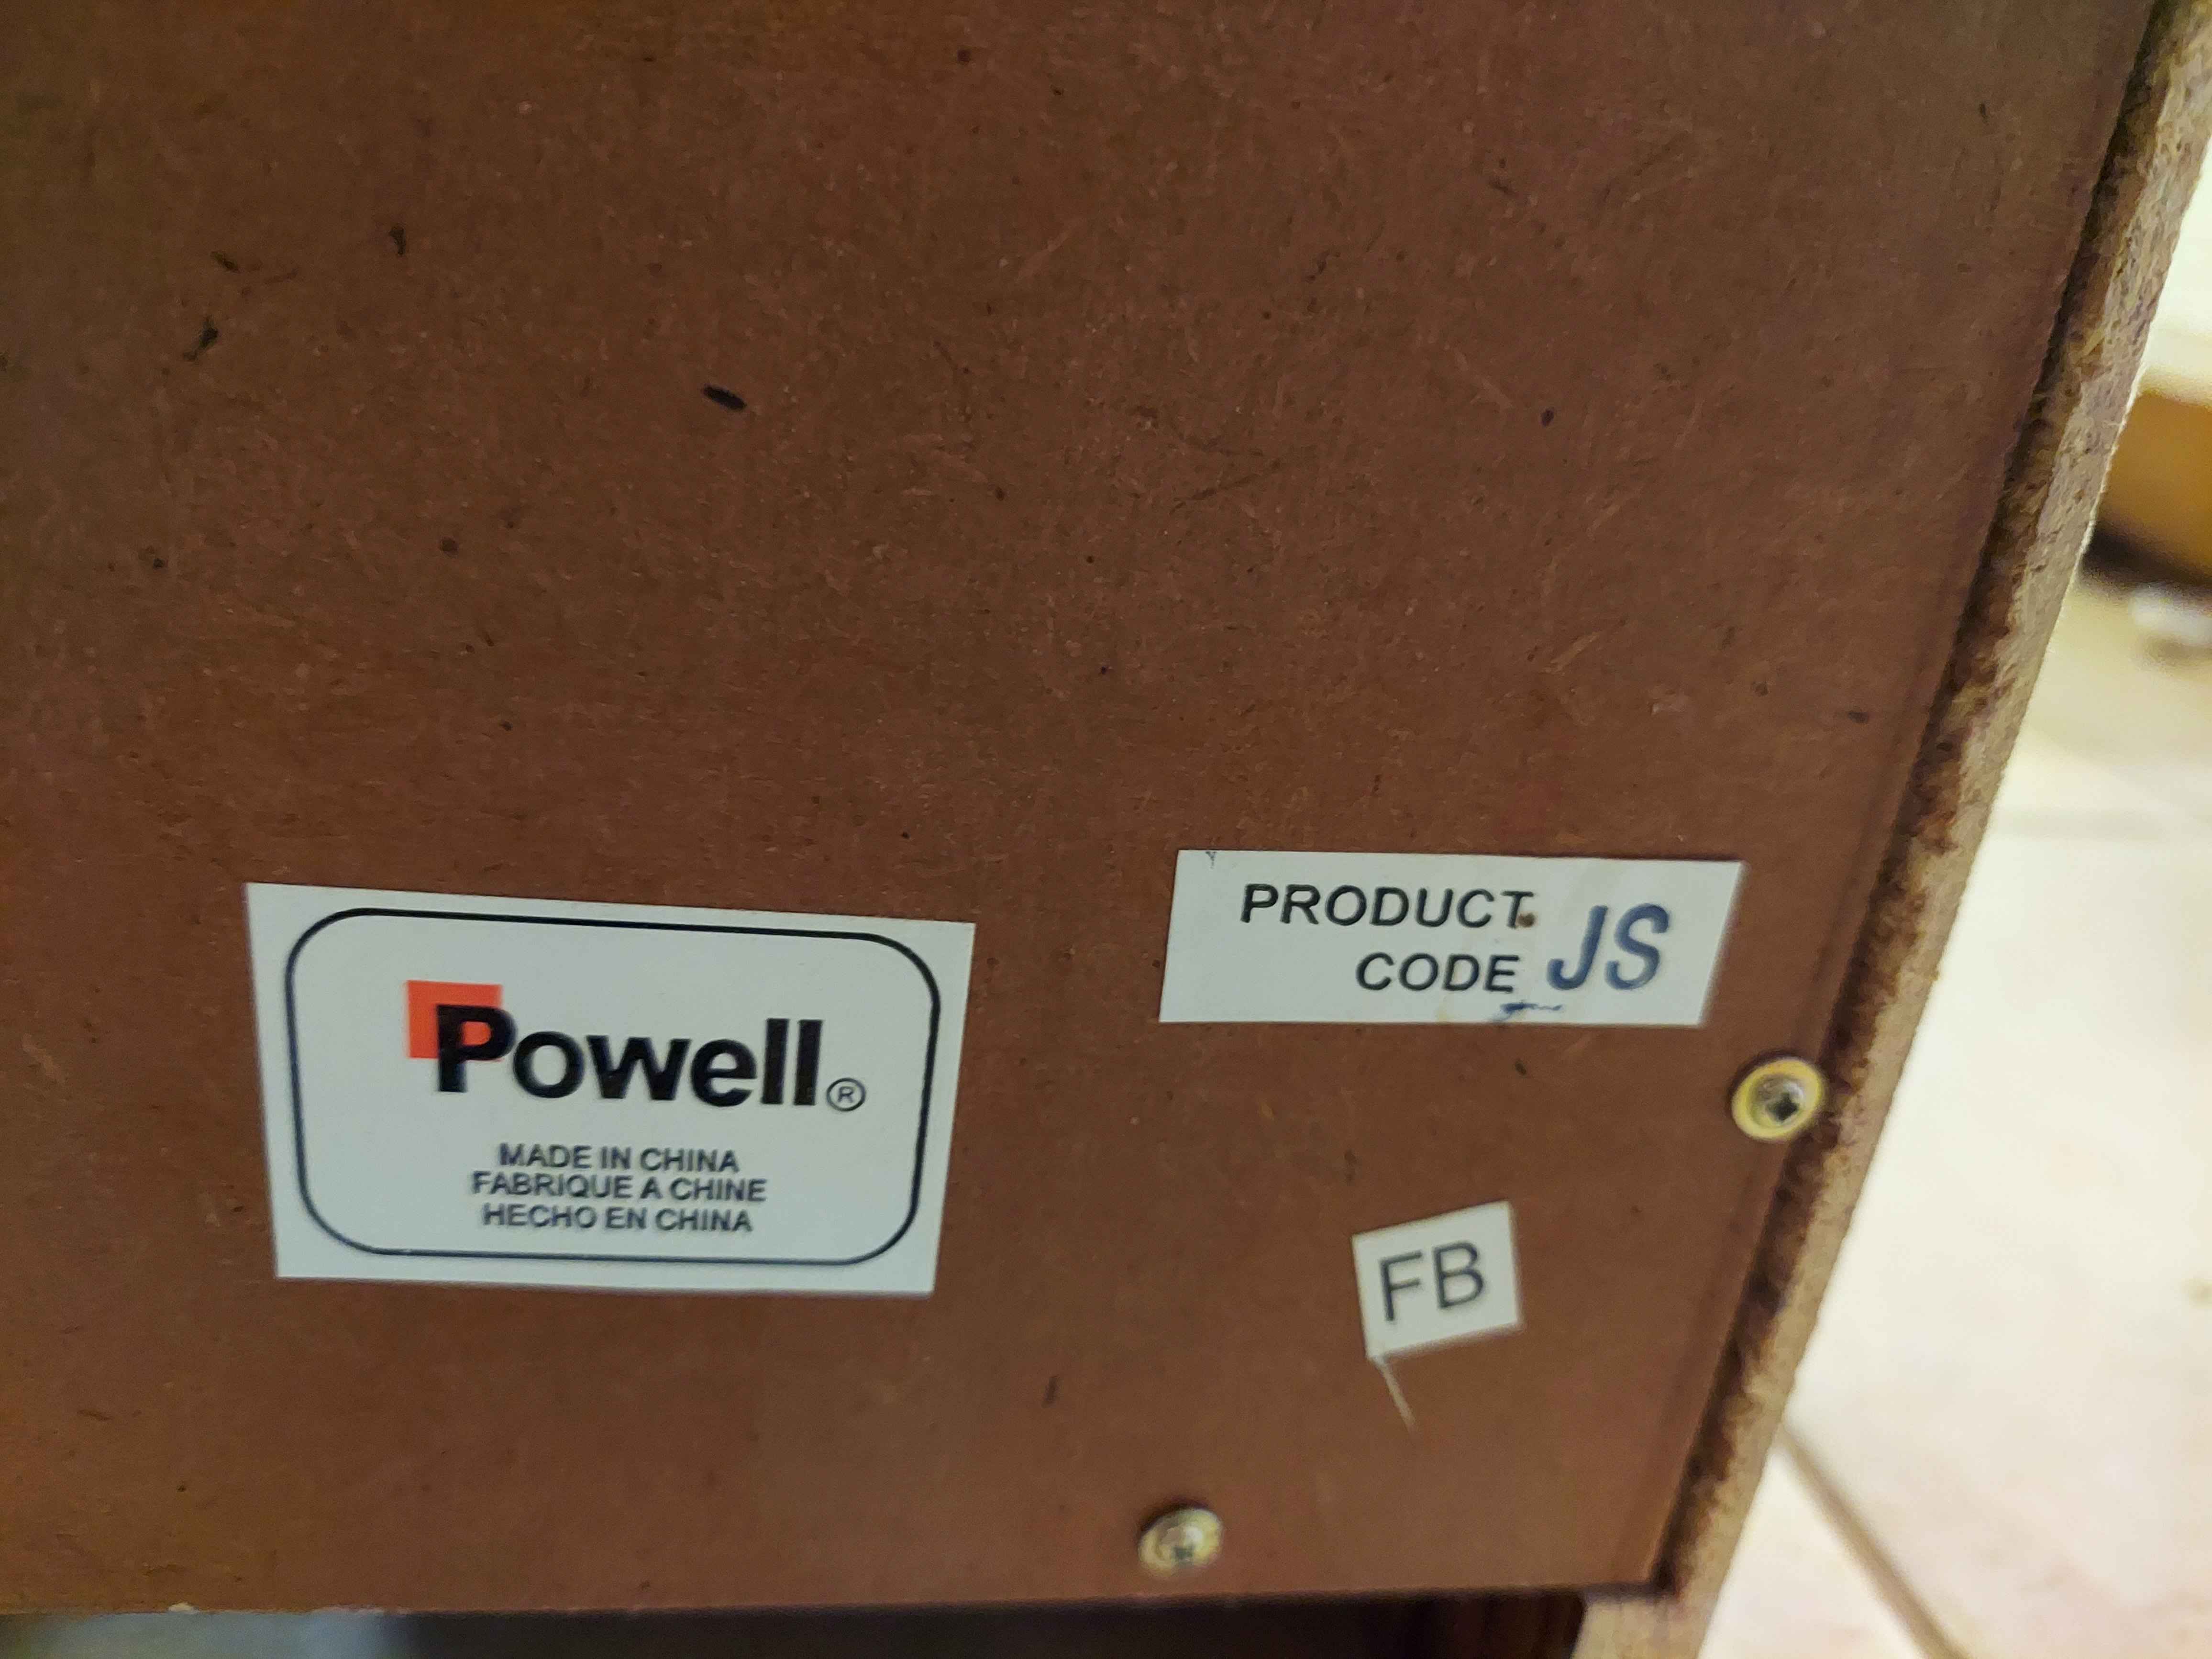 PRODUCT
CODE JS
Powell®
MADE IN CHINA
FABRIQUE A CHINE
HECHO EN CHINA
FB